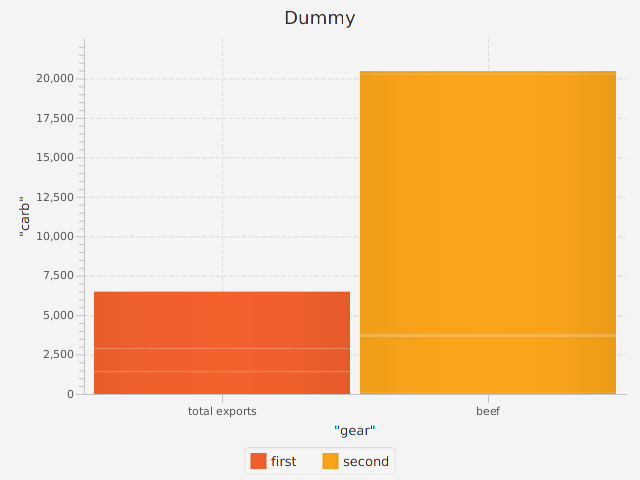 Dummy
20,000
17,500
15,000
12,500
10,000
7,500
5,000
2,500
0
"carb"
total exports beef
"gear"
first second